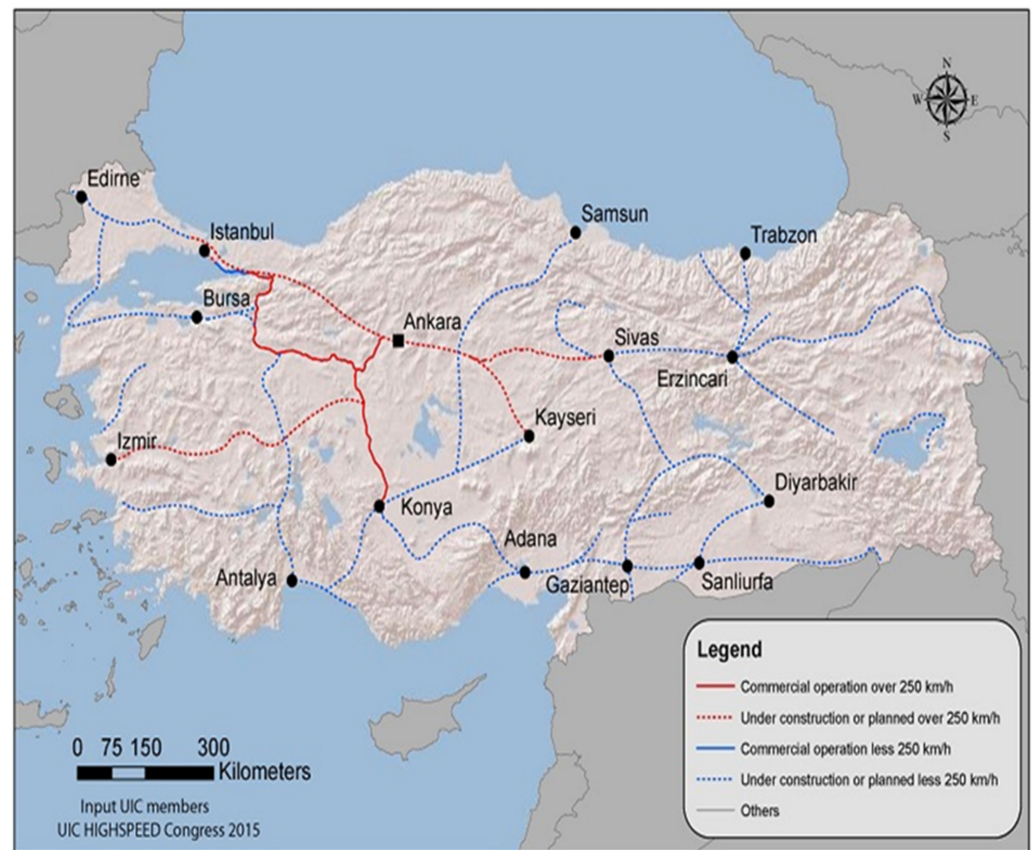 N
W E
S
Edirne
Samsun
Istanbul
Trabzon
Bursa
Ankara
Sivas
Erzincari
Kayseri
Izmir
Diyarbakir
Konya
Adana
Antalya
Gaziantep
Sanliurfa
Legend
Commercial operation over 250 km/h
Under construction or planned over 250 km/h
Commercial operation less 250 km/h
Under construction or planned less 250 km/h
Others
0 75 150 300
Kilometers
Input UIC members
UIC HIGHSPEED Congress 2015